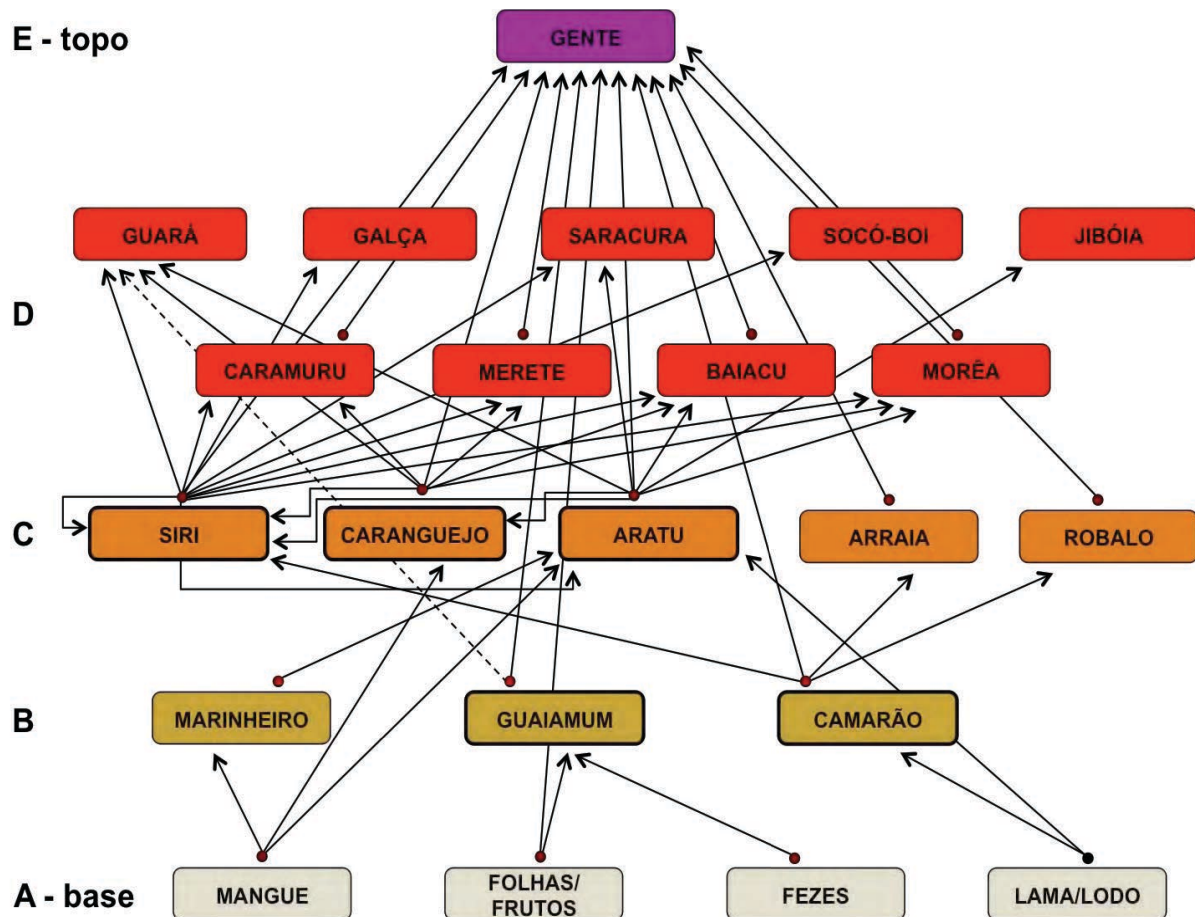 E - topo
GENTE
GUARÁ
GALÇA
SARACURA
SOCÓ-BOI
JIBÓIA
D
CARAMURU
MERETE
BAIACU
MORÊA
C
SIRI
CARANGUEJO
ARATU
ARRAIA
ROBALO
B
MARINHEIRO
GUAIAMUM
CAMARÃO
A - base
MANGUE
FOLHAS/
FRUTOS
FEZES
LAMA/LODO